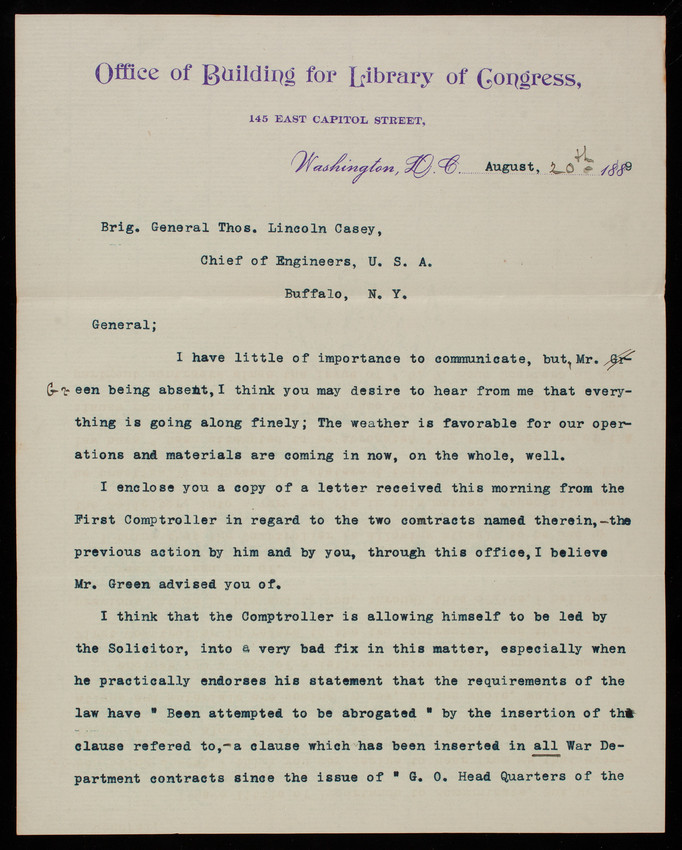 Office of Building for Library of Congress,
145 EAST CAPITOL STREET,
Washington, D. C. August, 20th 1889
Brig. General Thos. Lincoln Casey,
Chief of Engineers, U. S. A.
Buffalo, N. Y.
General;
I have little of importance to communicate, but, Mr. Gr-
Green being absent, I think you may desire to hear from me that every-
thing is going along finely; The weather is favorable for our oper-
ations and materials are coming in now, on the whole, well.
I enclose you a copy of a letter received this morning from the
First Comptroller in regard to the two comtracts named therein,-the
previous action by him and by you, through this office, I believe
Mr. Green advised you of.
I think that the Comptroller is allowing himself to be led by
the Solicitor, into a very bad fix in this matter, especially when
he practically endorses his statement that the requirements of the
law have " Been attempted to be abrogated " by the insertion of the
clause refered to,-a clause which has been inserted in all War De-
partment contracts since the issue of " G. O. Head Quarters of the